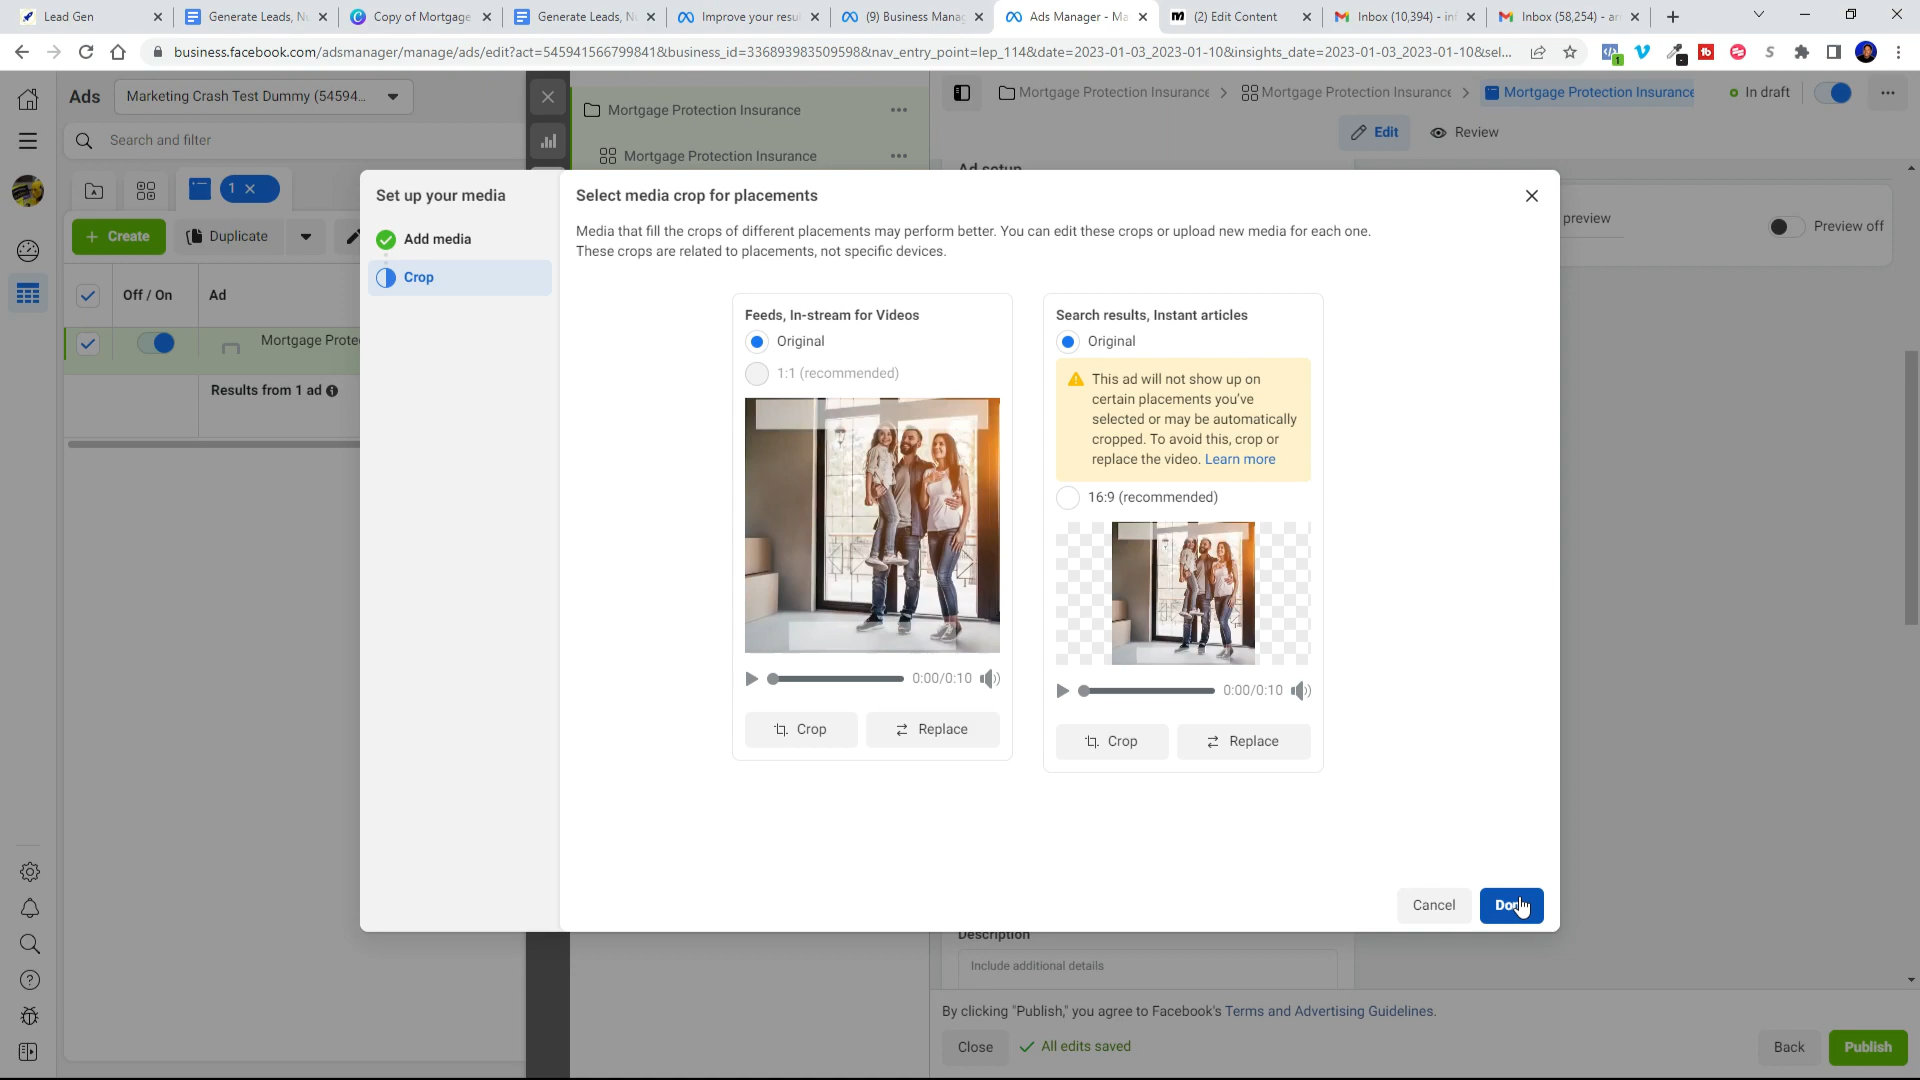 Lead Gen
Generate Leads, N
Copy of Mortgage
Generate Leads, N
Improve your resu
(9) Business Manag
Ads Manager - Ma
(2) Edit Content
Inbox (10,394) - in
Inbox (58,254) - an
business.facebook.com/adsmanager/manage/ads/edit?act=545941566799841&business_id=336893983509598&nav_entry_point=lep_114&date=2023-01-03_2023-01-10&insights_date=2023-01-03_2023-01-10&sel...
Ads
Marketing Crash Test Dummy (54594...
Search and filter
1
Create
Duplicate
Off / On
Ad
Mortgage Prote
Results from 1 ad
Mortgage Protection Insurance
Mortgage Protection Insurance
Mortgage Protection Insurance
Mortgage Protection Insurance
Mortgage Protection Insurance
In draft
Edit
Review
Ad setup
preview
Preview off
Set up your media
Add media
Crop
Select media crop for placements
Media that fill the crops of different placements may perform better. You can edit these crops or upload new media for each one.
These crops are related to placements, not specific devices.
Feeds, In-stream for Videos
Original
1:1 (recommended)
0:00/0:10
Crop
Replace
Search results, Instant articles
Original
This ad will not show up on
certain placements you've
selected or may be automatically
cropped. To avoid this, crop or
replace the video. Learn more
16:9 (recommended)
0:00/0:10
Crop
Replace
Cancel
Description
Include additional details
By clicking "Publish," you agree to Facebook's Terms and Advertising Guidelines.
Close
All edits saved
Back
Publish